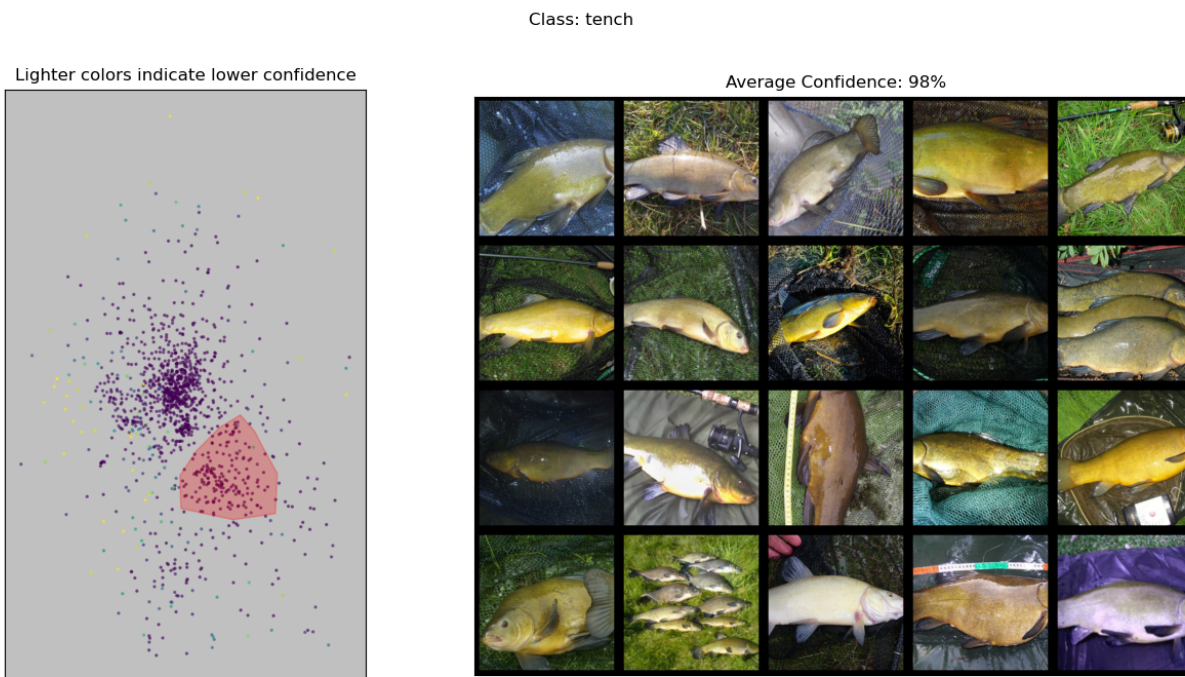 Class: tench
Lighter colors indicate lower confidence
Average Confidence: 98%